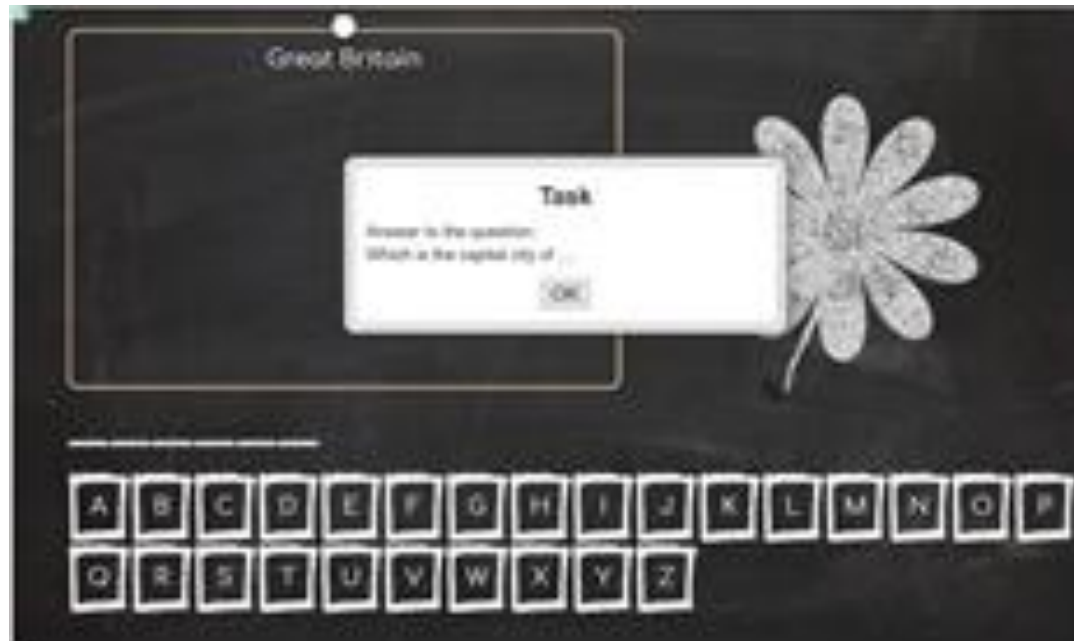 Great Britain
Task
Answer to the question:
Which is the capital city of ...
OK
A B C D E F G H I J K L M N O P
Q R S T U V W X Y Z